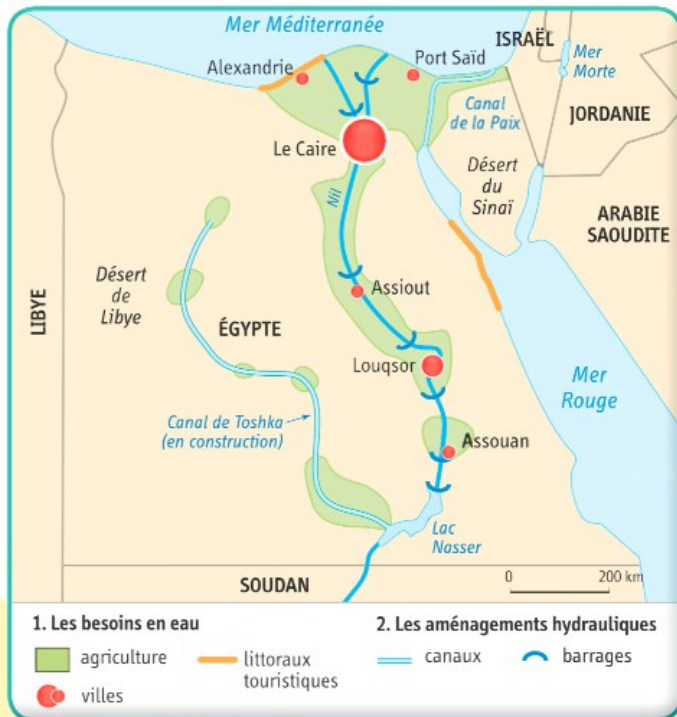 Mer Méditerranée
ISRAËL
Alexandrie
Port Saïd
Mer
Morte
Canal
de la Paix
JORDANIE
Le Caire
Désert
du
Sinaï
ARABIE
SAOUDITE
Nil
LIBYE
Désert
de
Libye
Assiout
ÉGYPTE
Louqsor
Mer
Rouge
Canal de Toshka
(en construction)
Assouan
Lac
Nasser
SOUDAN
0 200 km
1. Les besoins en eau
agriculture
littoraux
touristiques
villes
2. Les aménagements hydrauliques
canaux
barrages